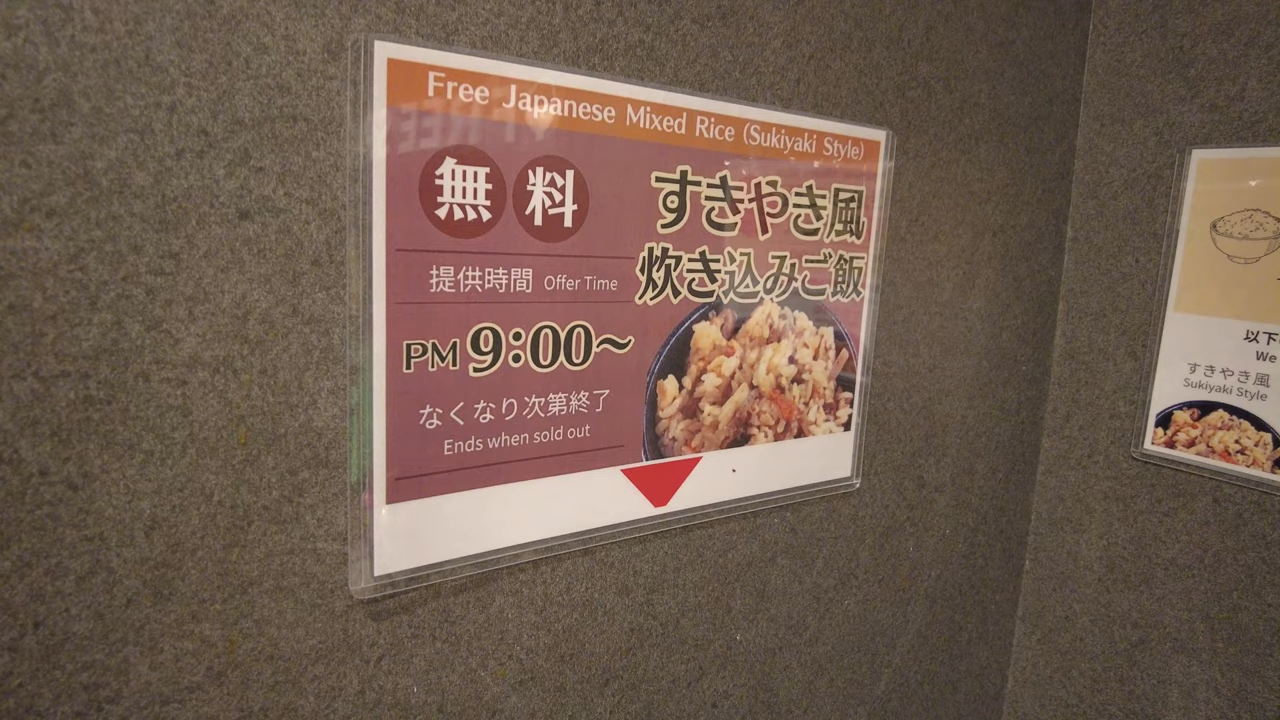 Free Japanese Mixed Rice (Sukiyaki Style)
無料
すきやき風
炊き込みご飯
提供時間 Offer Time
PM 9:00～
なくなり次第終了
Ends when sold out
以下
We
すきやき風
Sukiyaki Style